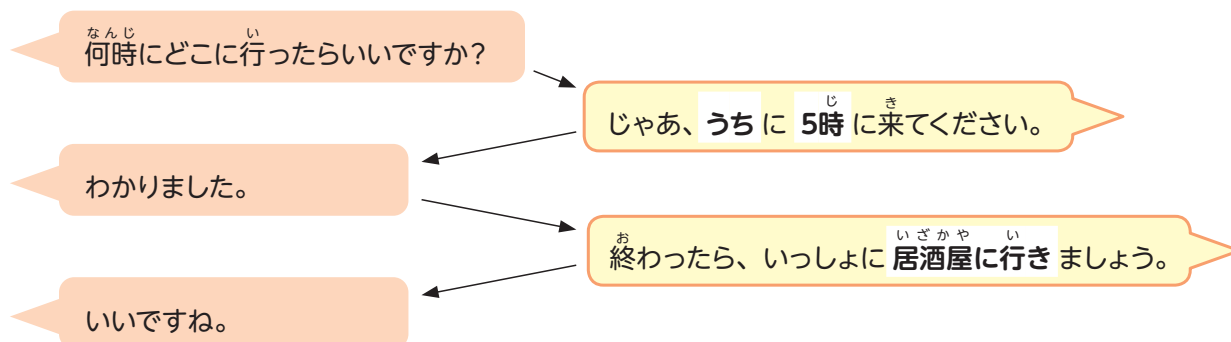 何時にどこに行ったらいいですか？
じゃあ、うちに5時に来てください。
わかりました。
終わったら、いっしょに居酒屋に行きましょう。
いいですね。